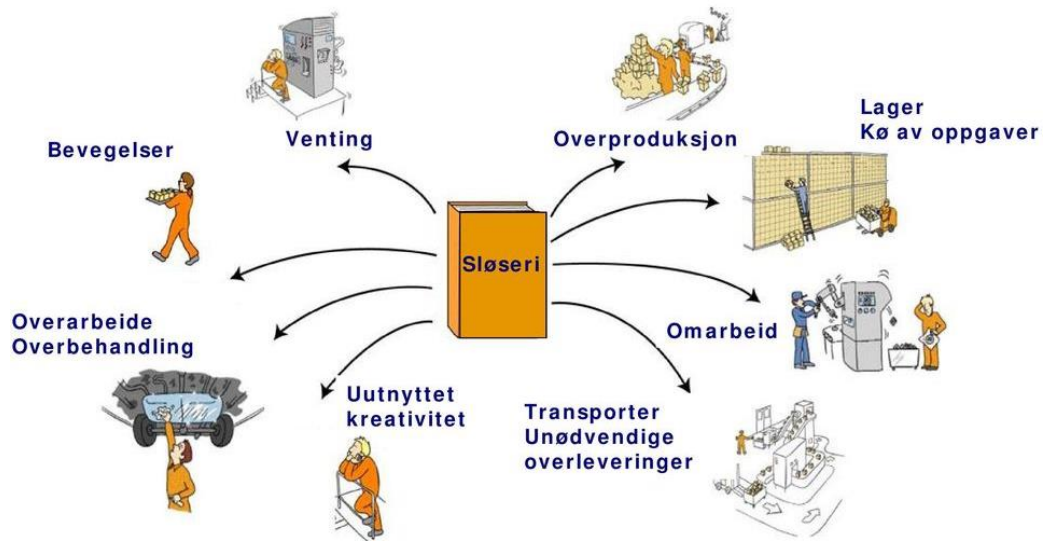 Venting
Overproduksjon
Lager
Kø av oppgaver
Bevegelser
Sløseri
Overarbeide
Overbehandling
Omarbeid
Uutnyttet
kreativitet
Transporter
Unødvendige
overleveringer